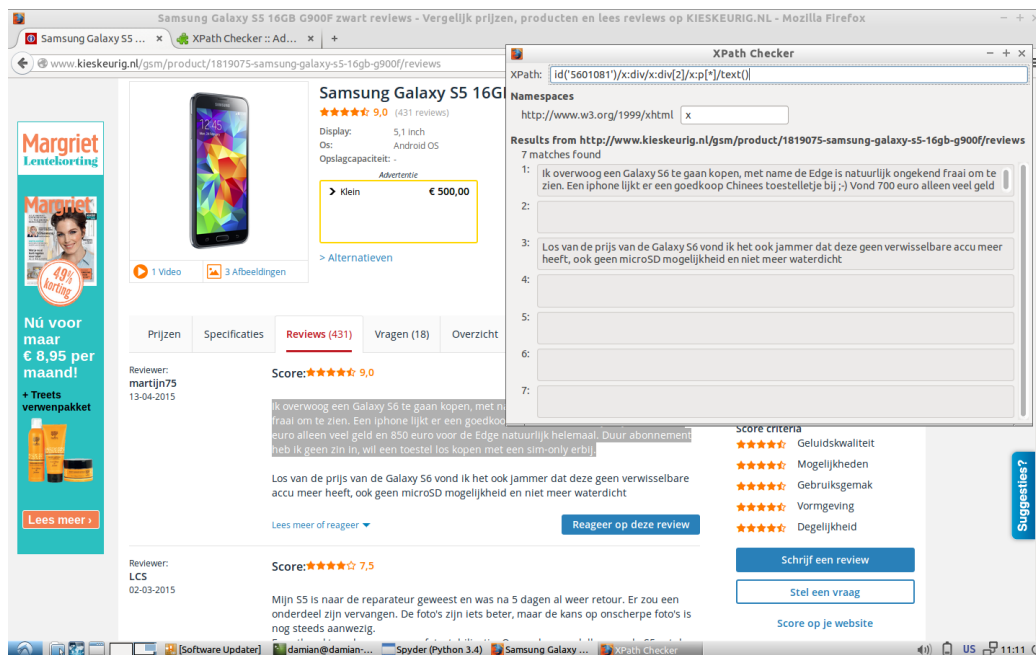 Samsung Galaxy S5 16GB G900F zwart reviews - Vergelijk prijzen, producten en lees reviews op KIESKEURIG.NL - Mozilla Firefox
Samsung Galaxy S5 ...
XPath Checker :: Ad...
www.kieskeurig.nl/gsm/product/1819075-samsung-galaxy-s5-16gb-g900f/reviews
XPath Checker
XPath: id('5601081')/x:div/x:div[2]/x:p[*]/text()
Namespaces
http://www.w3.org/1999/xhtml x
Results from http://www.kieskeurig.nl/gsm/product/1819075-samsung-galaxy-s5-16gb-g900f/reviews
7 matches found
1: Ik overwoog een Galaxy S6 te gaan kopen, met name de Edge is natuurlijk ongekend fraai om te
zien. Een iphone lijkt er een goedkoop Chinees toestelletje bij ;-) Vond 700 euro alleen veel geld
2:
3: Los van de prijs van de Galaxy S6 vond ik het ook jammer dat deze geen verwisselbare accu meer
heeft, ook geen microSD mogelijkheid en niet meer waterdicht
4:
5:
6:
7:
Margriet
Lentekorting
Margriet
49%
korting
Nú voor
maar
€ 8,95 per
maand!
+ Treets
verwenpakket
Lees meer ›
12:45
SAMSUNG
1 Video
3 Afbeeldingen
Samsung Galaxy S5 16G
9,0 (431 reviews)
Display: 5,1 inch
Os: Android OS
Opslagcapaciteit: -
Advertentie
Klein € 500,00
> Alternatieven
Prijzen
Specificaties
Reviews (431)
Vragen (18)
Overzicht
Reviewer:
martijn75
13-04-2015
Score: 9,0
Ik overwoog een Galaxy S6 te gaan kopen, met na
fraai om te zien. Een Iphone lijkt er een goedkoo
euro alleen veel geld en 850 euro voor de Edge natuurlijk helemaal. Duur abonnement
heb ik geen zin in, wil een toestel los kopen met een sim-only erbij.
Los van de prijs van de Galaxy S6 vond ik het ook jammer dat deze geen verwisselbare
accu meer heeft, ook geen microSD mogelijkheid en niet meer waterdicht
Lees meer of reageer
Reageer op deze review
Reviewer:
LCS
02-03-2015
Score: 7,5
Mijn S5 is naar de reparateur geweest en was na 5 dagen al weer retour. Er zou een
onderdeel zijn vervangen. De foto's zijn iets beter, maar de kans op onscherpe foto's is
nog steeds aanwezig.
Score criteria
Geluidskwaliteit
Mogelijkheden
Gebruiksgemak
Vormgeving
Degelijkheid
Schrijf een review
Stel een vraag
Score op je website
Suggesties?
[Software Updater]
damian@damian-...
Spyder (Python 3.4)
Samsung Galaxy ...
XPath Checker
US
11:11